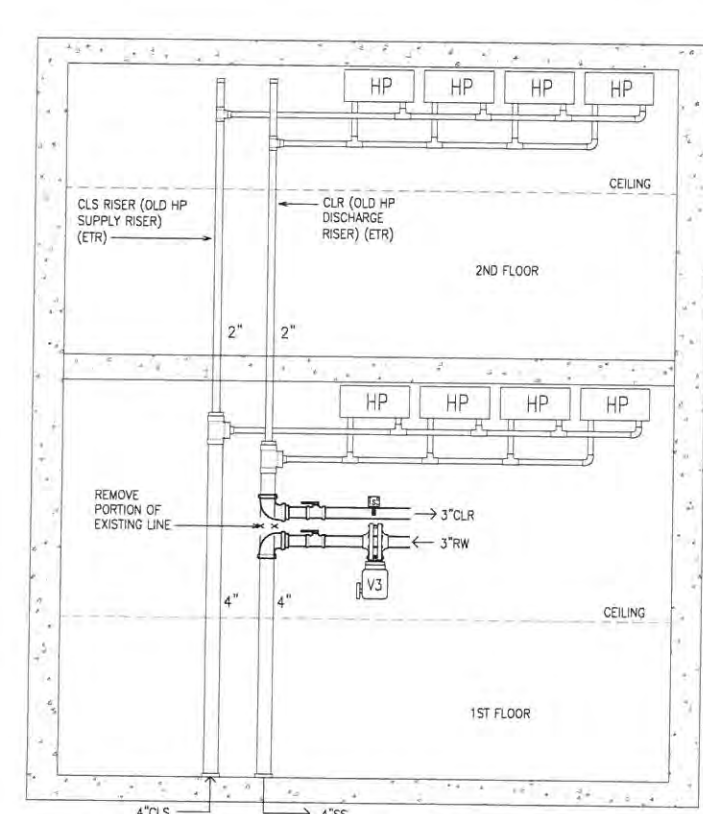 HP HP HP HP
CEILING
CLS RISER (OLD HP
SUPPLY RISER)
(ETR)
CLR (OLD HP
DISCHARGE
RISER) (ETR)
2ND FLOOR
2" 2"
HP HP HP HP
REMOVE
PORTION OF
EXISTING LINE
3"CLR
3"RW
V3
4" 4"
CEILING
1ST FLOOR
4"CLS 4"SS